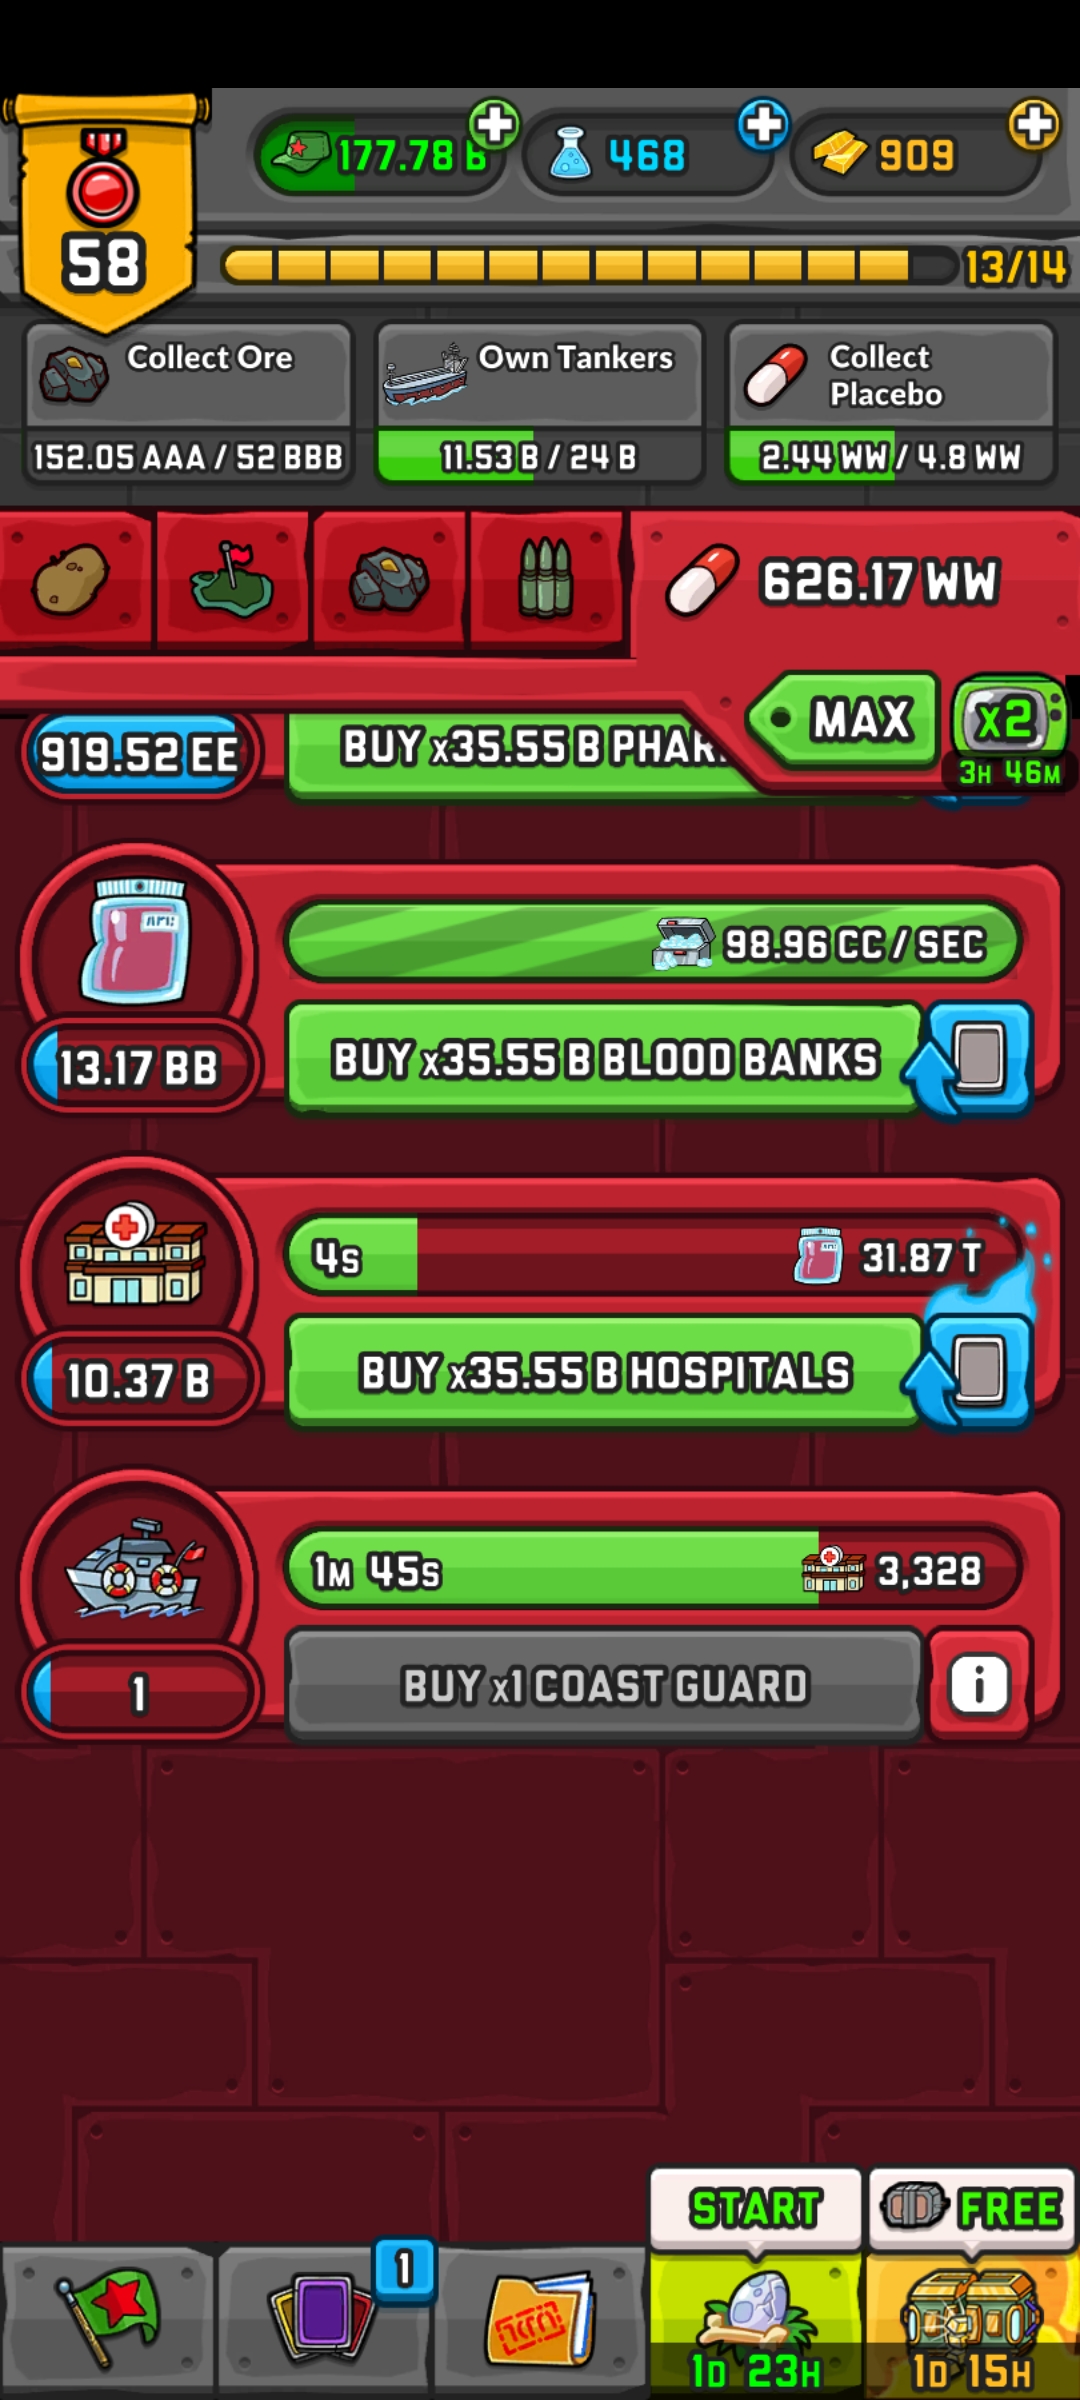 58
177.78 B
468
909
13/14
Collect Ore
152.05 AAA / 52 BBB
Own Tankers
11.53 B / 24 B
Collect
Placebo
2.44 WW / 4.8 WW
626.17 WW
MAX
x2
3H 46M
919.52 EE
BUY x35.55 B PHAR
98.96 CC / SEC
13.17 BB
BUY x35.55 B BLOOD BANKS
4S
31.87 T
10.37 B
BUY x35.55 B HOSPITALS
1M 45S
3,328
1
BUY x1 COAST GUARD
i
START
FREE
1
1D 23H
1D 15H